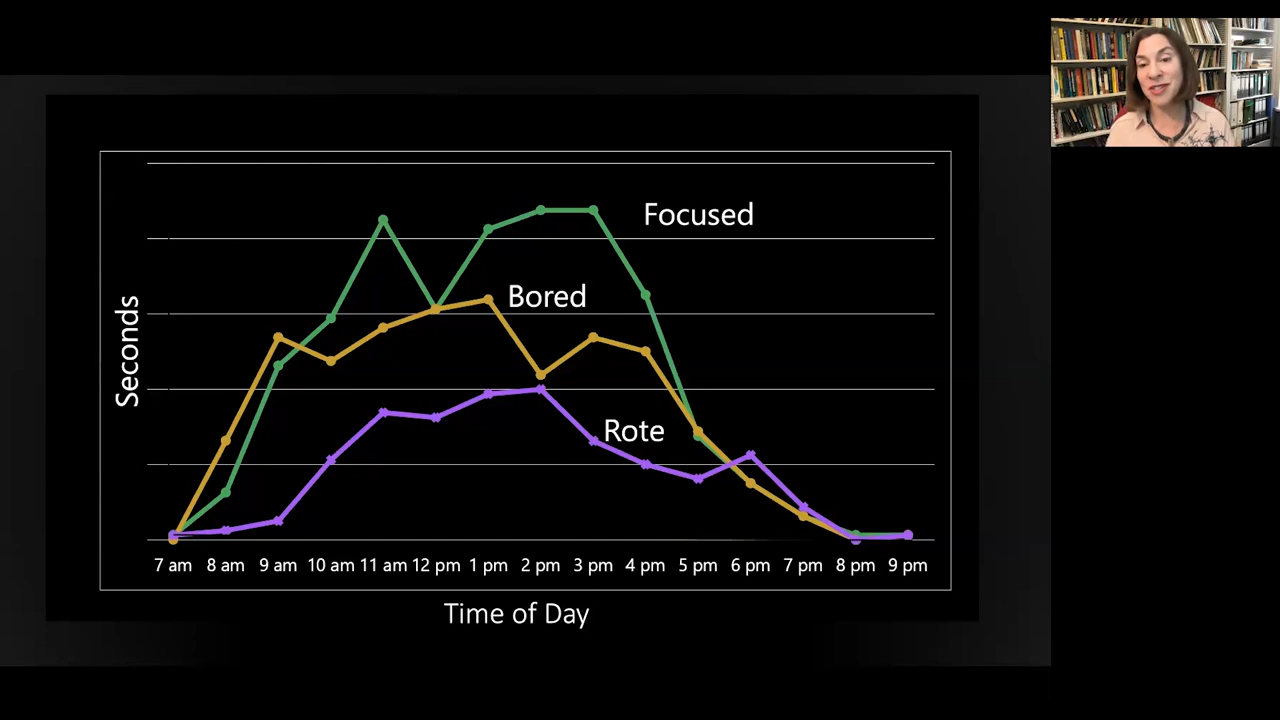 Focused
Bored
Rote
Seconds
7 am 8 am 9 am 10 am 11 am 12 pm 1 pm 2 pm 3 pm 4 pm 5 pm 6 pm 7 pm 8 pm 9 pm
Time of Day